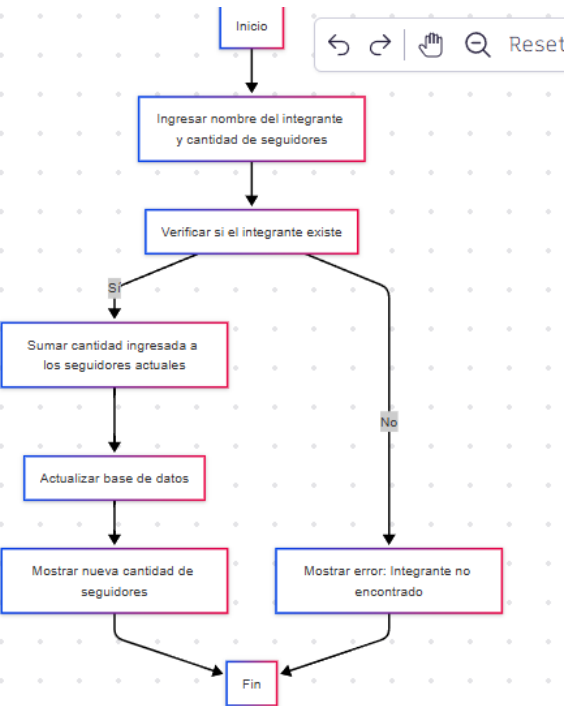 Inicio
Reset
Ingresar nombre del integrante
y cantidad de seguidores
Verificar si el integrante existe
Sí
Sumar cantidad ingresada a
los seguidores actuales
No
Actualizar base de datos
Mostrar nueva cantidad de
seguidores
Mostrar error: Integrante no
encontrado
Fin